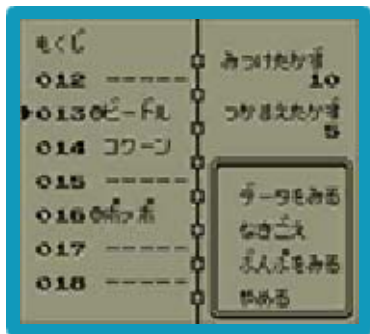 もくじ
012 -----
▶013 ビードル
014 コクーン
015 -----
016 ポッポ
017 -----
018 -----
みつけたかず
10
つかまえたかず
5
データをみる
なきごえ
ぶんぷをみる
やめる